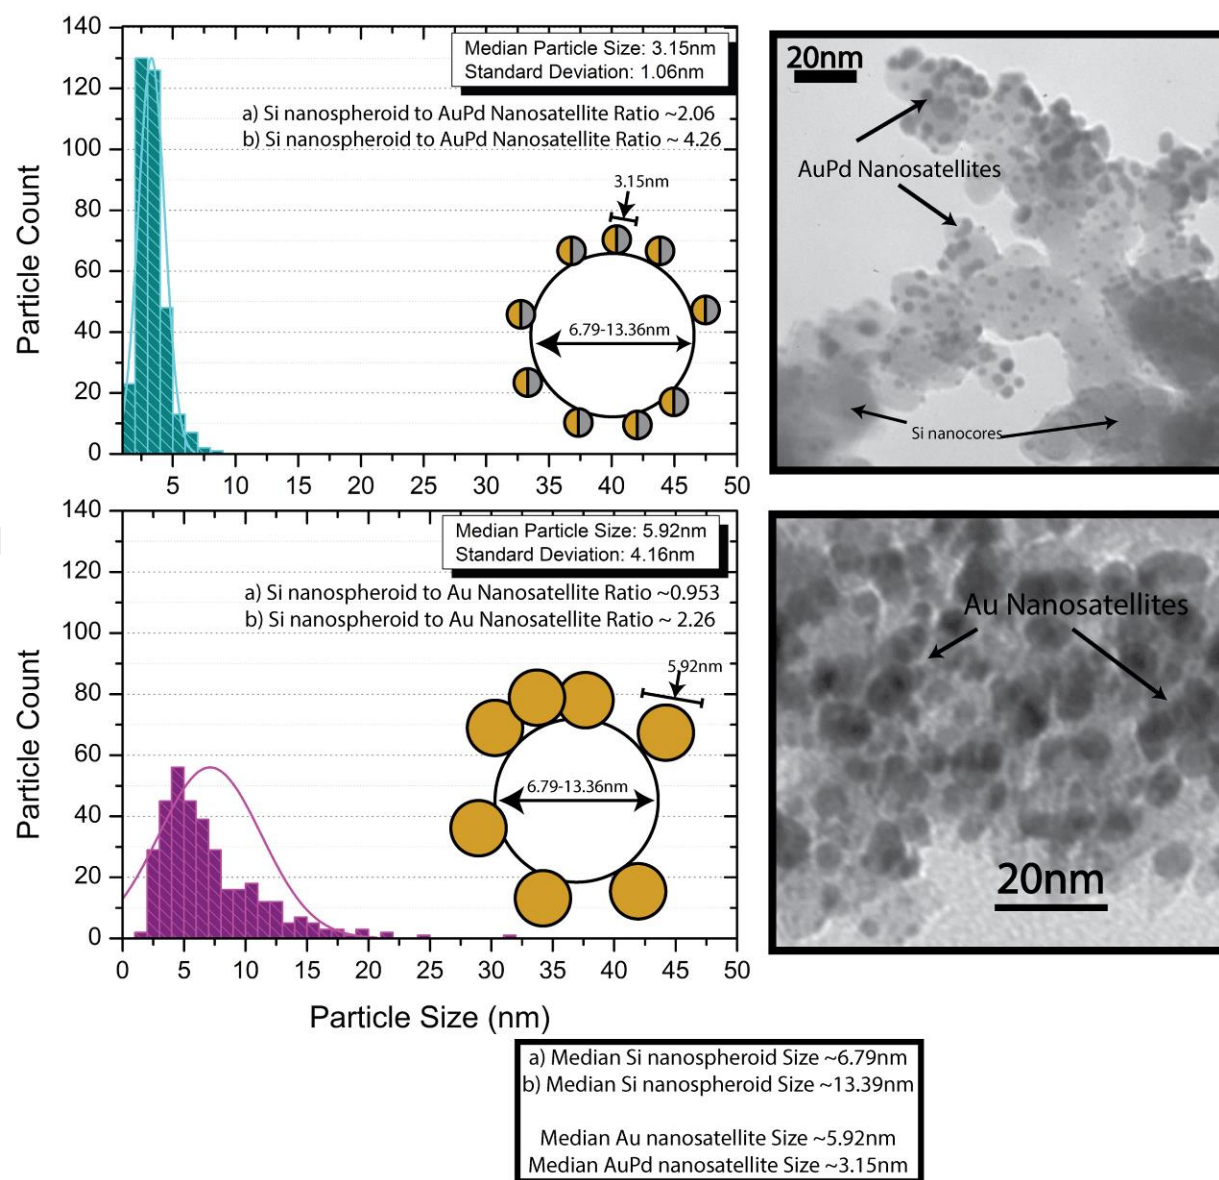 140
120
100
80
60
40
20
0
Particle Count
Median Particle Size: 3.15nm
Standard Deviation: 1.06nm
a) Si nanospheroid to AuPd Nanosatellite Ratio ~2.06
b) Si nanospheroid to AuPd Nanosatellite Ratio ~ 4.26
3.15nm
6.79-13.36nm
5 10 15 20 25 30 35 40 45 50
20nm
AuPd Nanosatellites
Si nanocores
140
120
100
80
60
40
20
0
Particle Count
Median Particle Size: 5.92nm
Standard Deviation: 4.16nm
a) Si nanospheroid to Au Nanosatellite Ratio ~0.953
b) Si nanospheroid to Au Nanosatellite Ratio ~ 2.26
5.92nm
6.79-13.36nm
0 5 10 15 20 25 30 35 40 45 50
Particle Size (nm)
Au Nanosatellites
20nm
a) Median Si nanospheroid Size ~6.79nm
b) Median Si nanospheroid Size ~13.39nm
Median Au nanosatellite Size ~5.92nm
Median AuPd nanosatellite Size ~3.15nm